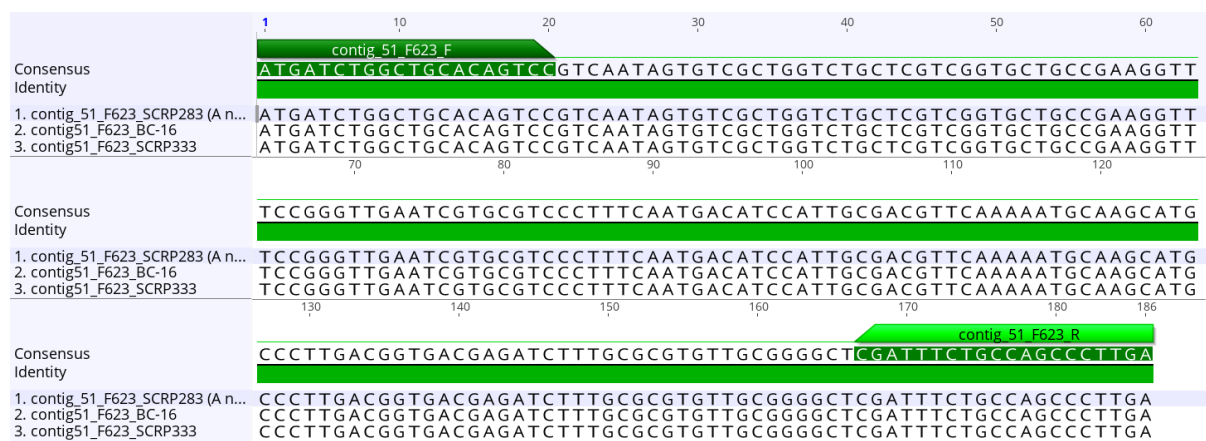 1 10 20 30 40 50 60
contig_51_F623_F
Consensus ATGATCTGGCTGCACAGTCCGTCAATAGTGTCGCTGGTCTGCTCGTCGGTGCTGCCGAAGGTT
Identity
1. contig_51_F623_SCRP283 (A n... ATGATCTGGCTGCACAGTCCGTCAATAGTGTCGCTGGTCTGCTCGTCGGTGCTGCCGAAGGTT
2. contig_51_F623_BC-16 ATGATCTGGCTGCACAGTCCGTCAATAGTGTCGCTGGTCTGCTCGTCGGTGCTGCCGAAGGTT
3. contig51_F623_SCRP333 ATGATCTGGCTGCACAGTCCGTCAATAGTGTCGCTGGTCTGCTCGTCGGTGCTGCCGAAGGTT
70 80 90 100 110 120
Consensus TCCGGGTTGAATCGTGCGTCCCTTTCAATGACATCCATTGCGACGTTCAAAAATGCAAGCATG
Identity
1. contig_51_F623_SCRP283 (A n... TCCGGGTTGAATCGTGCGTCCCTTTCAATGACATCCATTGCGACGTTCAAAAATGCAAGCATG
2. contig_51_F623_BC-16 TCCGGGTTGAATCGTGCGTCCCTTTCAATGACATCCATTGCGACGTTCAAAAATGCAAGCATG
3. contig51_F623_SCRP333 TCCGGGTTGAATCGTGCGTCCCTTTCAATGACATCCATTGCGACGTTCAAAAATGCAAGCATG
130 140 150 160 170 180 186
contig_51_F623_R
Consensus CCCTTGACGGTGACGAGATCTTTGCGCGTGTTGCGGGGCTCGATTTCTGCCAGCCCTTGA
Identity
1. contig_51_F623_SCRP283 (A n... CCCTTGACGGTGACGAGATCTTTGCGCGTGTTGCGGGGCTCGATTTCTGCCAGCCCTTGA
2. contig_51_F623_BC-16 CCCTTGACGGTGACGAGATCTTTGCGCGTGTTGCGGGGCTCGATTTCTGCCAGCCCTTGA
3. contig51_F623_SCRP333 CCCTTGACGGTGACGAGATCTTTGCGCGTGTTGCGGGGCTCGATTTCTGCCAGCCCTTGA